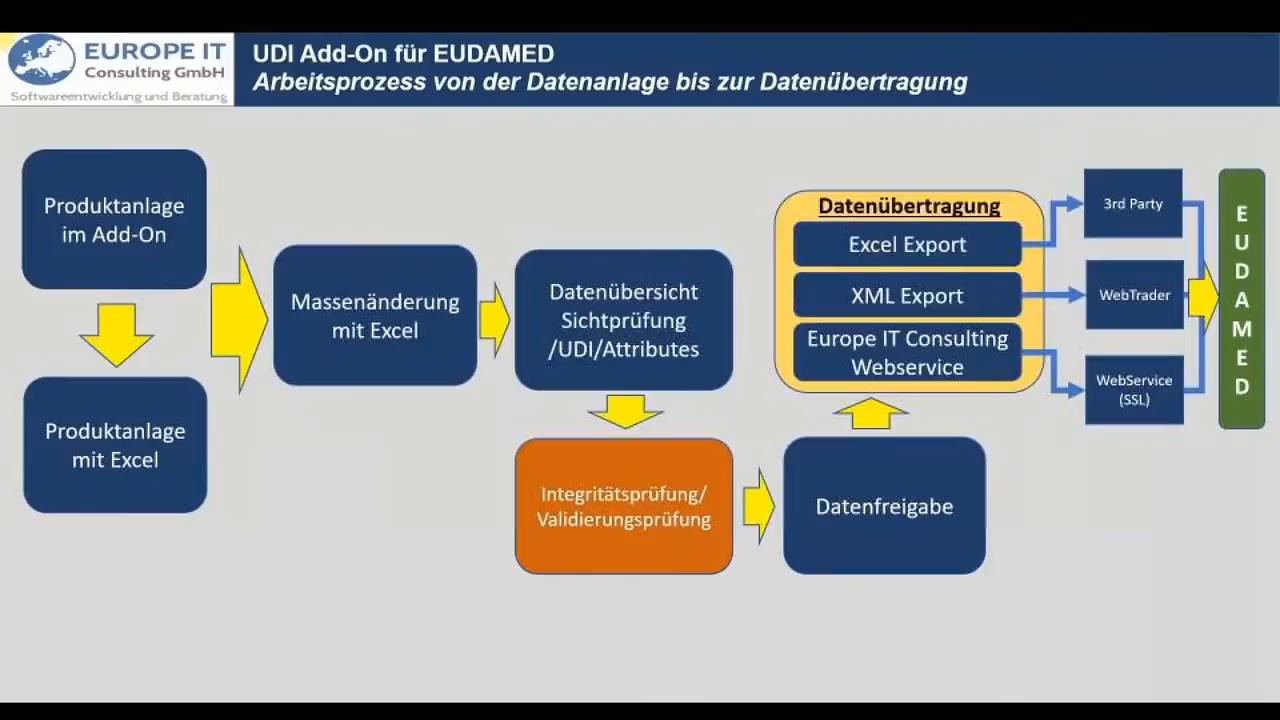 EUROPE IT
Consulting GmbH
Softwareentwicklung und Beratung
UDI Add-On für EUDAMED
Arbeitsprozess von der Datenanlage bis zur Datenübertragung
Produktanlage
im Add-On
Produktanlage
mit Excel
Massenänderung
mit Excel
Datenübersicht
Sichtprüfung
/UDI/Attributes
Integritätsprüfung/
Validierungsprüfung
Datenfreigabe
Datenübertragung
Excel Export
XML Export
Europe IT Consulting
Webservice
3rd Party
WebTrader
WebService
(SSL)
E
U
D
A
M
E
D